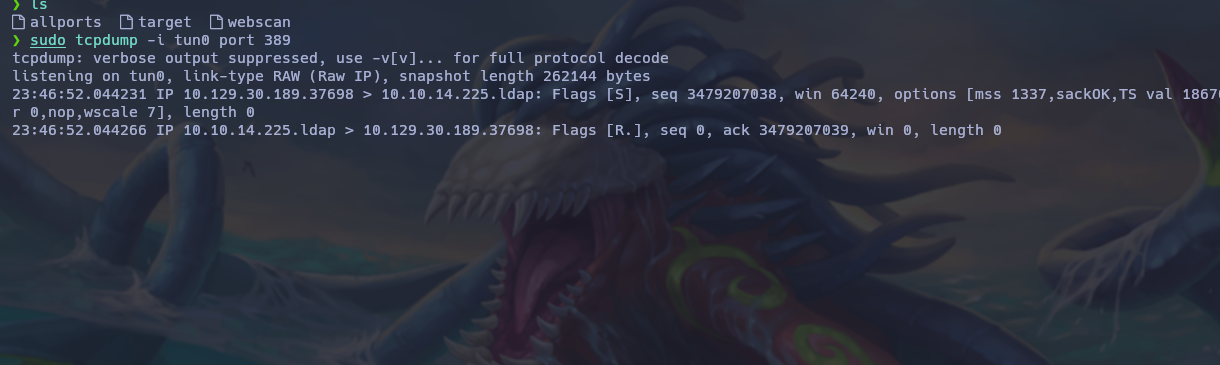 ❯ ls
allports target webscan
❯ sudo tcpdump -i tun0 port 389
tcpdump: verbose output suppressed, use -v[v]... for full protocol decode
listening on tun0, link-type RAW (Raw IP), snapshot length 262144 bytes
23:46:52.044231 IP 10.129.30.189.37698 > 10.10.14.225.ldap: Flags [S], seq 3479207038, win 64240, options [mss 1337,sackOK,TS val 1867
r 0,nop,wscale 7], length 0
23:46:52.044266 IP 10.10.14.225.ldap > 10.129.30.189.37698: Flags [R.], seq 0, ack 3479207039, win 0, length 0